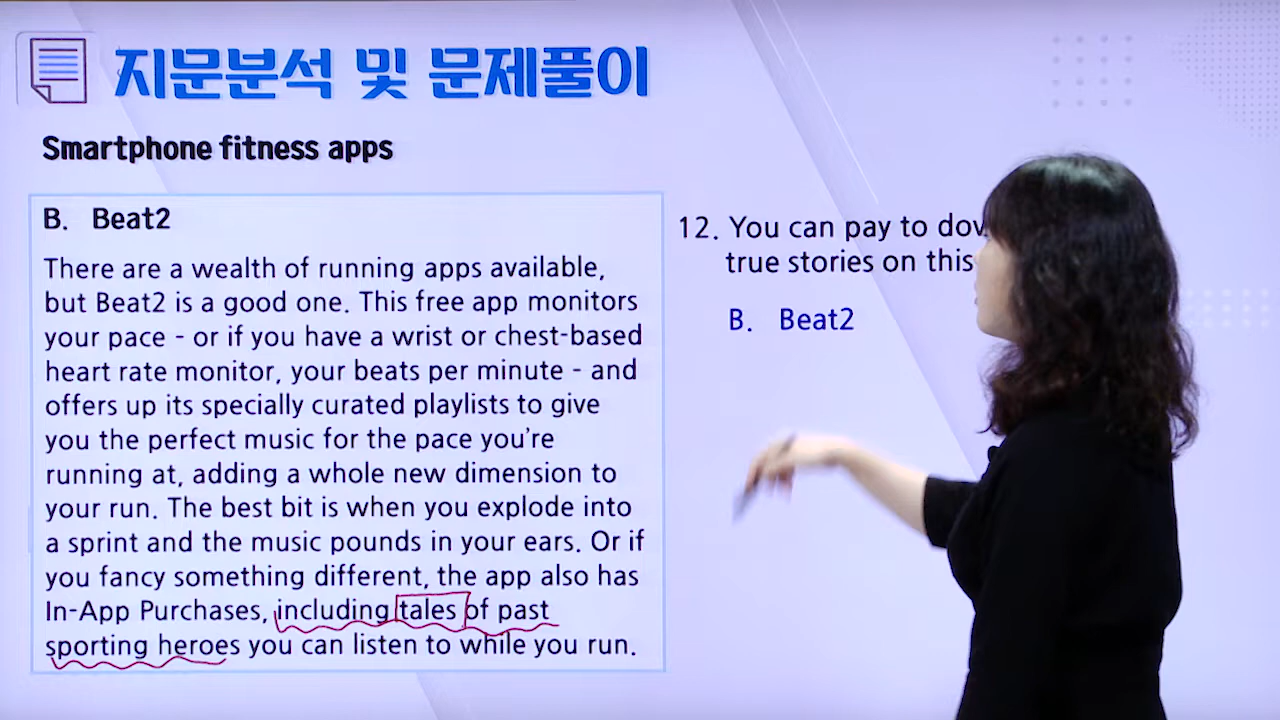 지문분석 및 문제풀이
Smartphone fitness apps
B. Beat2
There are a wealth of running apps available,
but Beat2 is a good one. This free app monitors
your pace - or if you have a wrist or chest-based
heart rate monitor, your beats per minute - and
offers up its specially curated playlists to give
you the perfect music for the pace you're
running at, adding a whole new dimension to
your run. The best bit is when you explode into
a sprint and the music pounds in your ears. Or if
you fancy something different, the app also has
In-App Purchases, including tales of past
sporting heroes you can listen to while you run.
12. You can pay to
true stories on this
B. Beat2